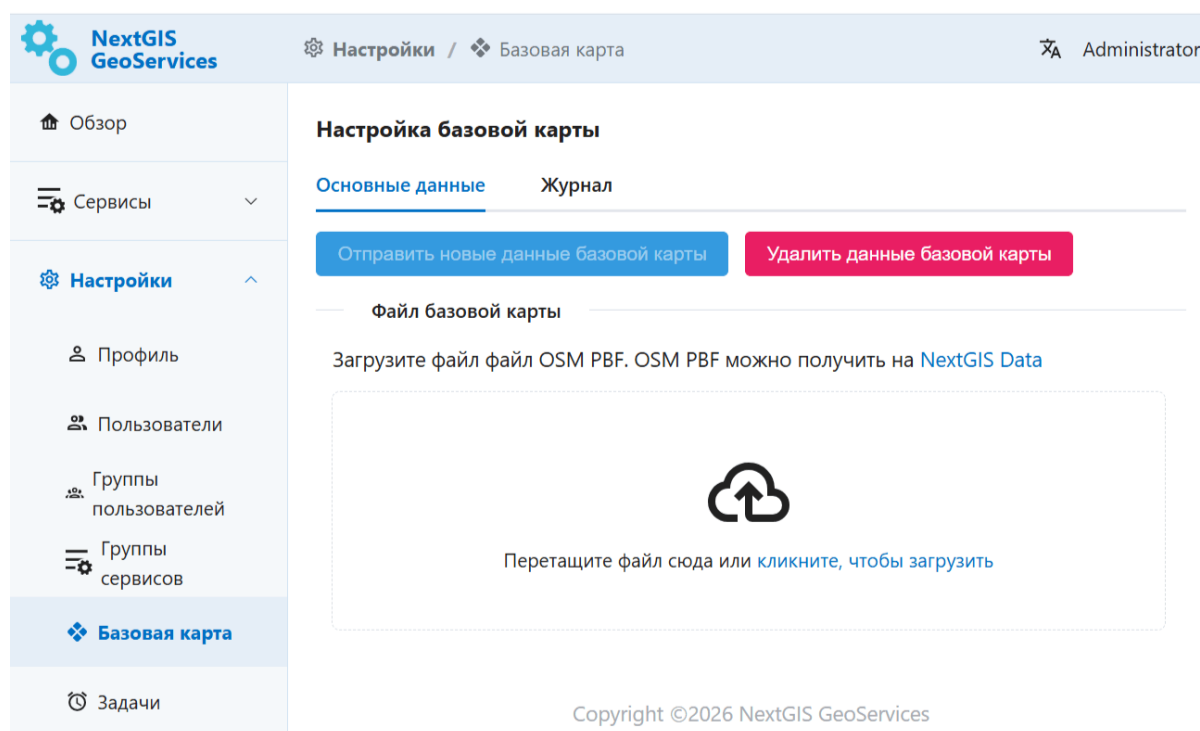 NextGIS
GeoServices
Настройки / Базовая карта
Administrator
Обзор
Сервисы
Настройки
Профиль
Пользователи
Группы
пользователей
Группы
сервисов
Базовая карта
Задачи
Настройка базовой карты
Основные данные Журнал
Отправить новые данные базовой карты Удалить данные базовой карты
Файл базовой карты
Загрузите файл файл OSM PBF. OSM PBF можно получить на NextGIS Data
Перетащите файл сюда или кликните, чтобы загрузить
Copyright ©2026 NextGIS GeoServices